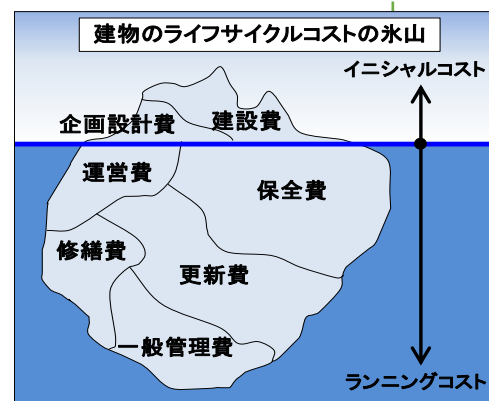 建物のライフサイクルコストの氷山
イニシャルコスト
企画設計費
建設費
運営費
保全費
修繕費
更新費
一般管理費
ランニングコスト